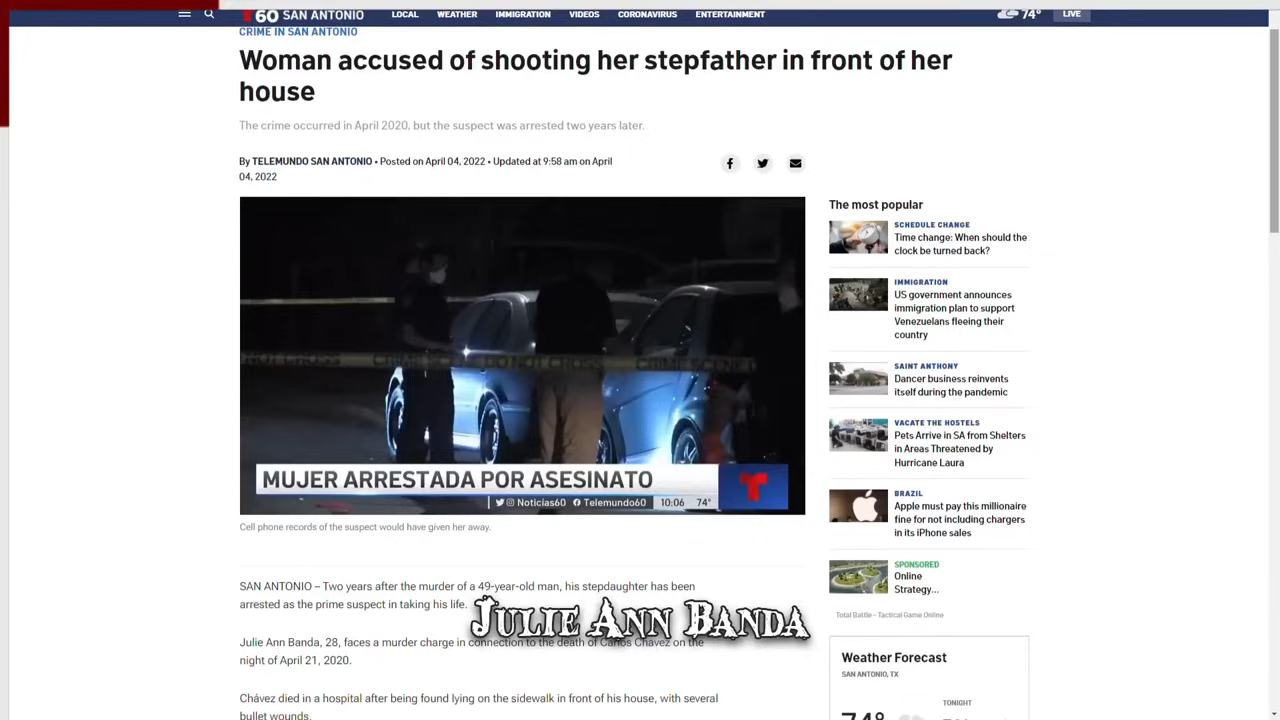 60 SAN ANTONIO
LOCAL
WEATHER
IMMIGRATION
VIDEOS
CORONAVIRUS
ENTERTAINMENT
74°
LIVE
CRIME IN SAN ANTONIO
Woman accused of shooting her stepfather in front of her
house
The crime occurred in April 2020, but the suspect was arrested two years later.
By TELEMUNDO SAN ANTONIO • Posted on April 04, 2022 • Updated at 9:58 am on April
04, 2022
NOT CROSS
CRIME SCENE DO NOT CROSS
MUJER ARRESTADA POR ASESINATO
Noticias60
Telemundo60
10:06
74°
Cell phone records of the suspect would have given her away.
SAN ANTONIO – Two years after the murder of a 49-year-old man, his stepdaughter has been
arrested as the prime suspect in taking his life.
JULIE ANN BANDA
Julie Ann Banda, 28, faces a murder charge in connection to the death of Carlos Chavez on the
night of April 21, 2020.
Chávez died in a hospital after being found lying on the sidewalk in front of his house, with several
bullet wounds.
The most popular
SCHEDULE CHANGE
Time change: When should the
clock be turned back?
IMMIGRATION
US government announces
immigration plan to support
Venezuelans fleeing their
country
SAINT ANTHONY
Dancer business reinvents
itself during the pandemic
VACATE THE HOSTELS
Pets Arrive in SA from Shelters
in Areas Threatened by
Hurricane Laura
BRAZIL
Apple must pay this millionaire
fine for not including chargers
in its iPhone sales
SPONSORED
Online
Strategy...
Total Battle - Tactical Game Online
Weather Forecast
SAN ANTONIO, TX
TONIGHT
74°